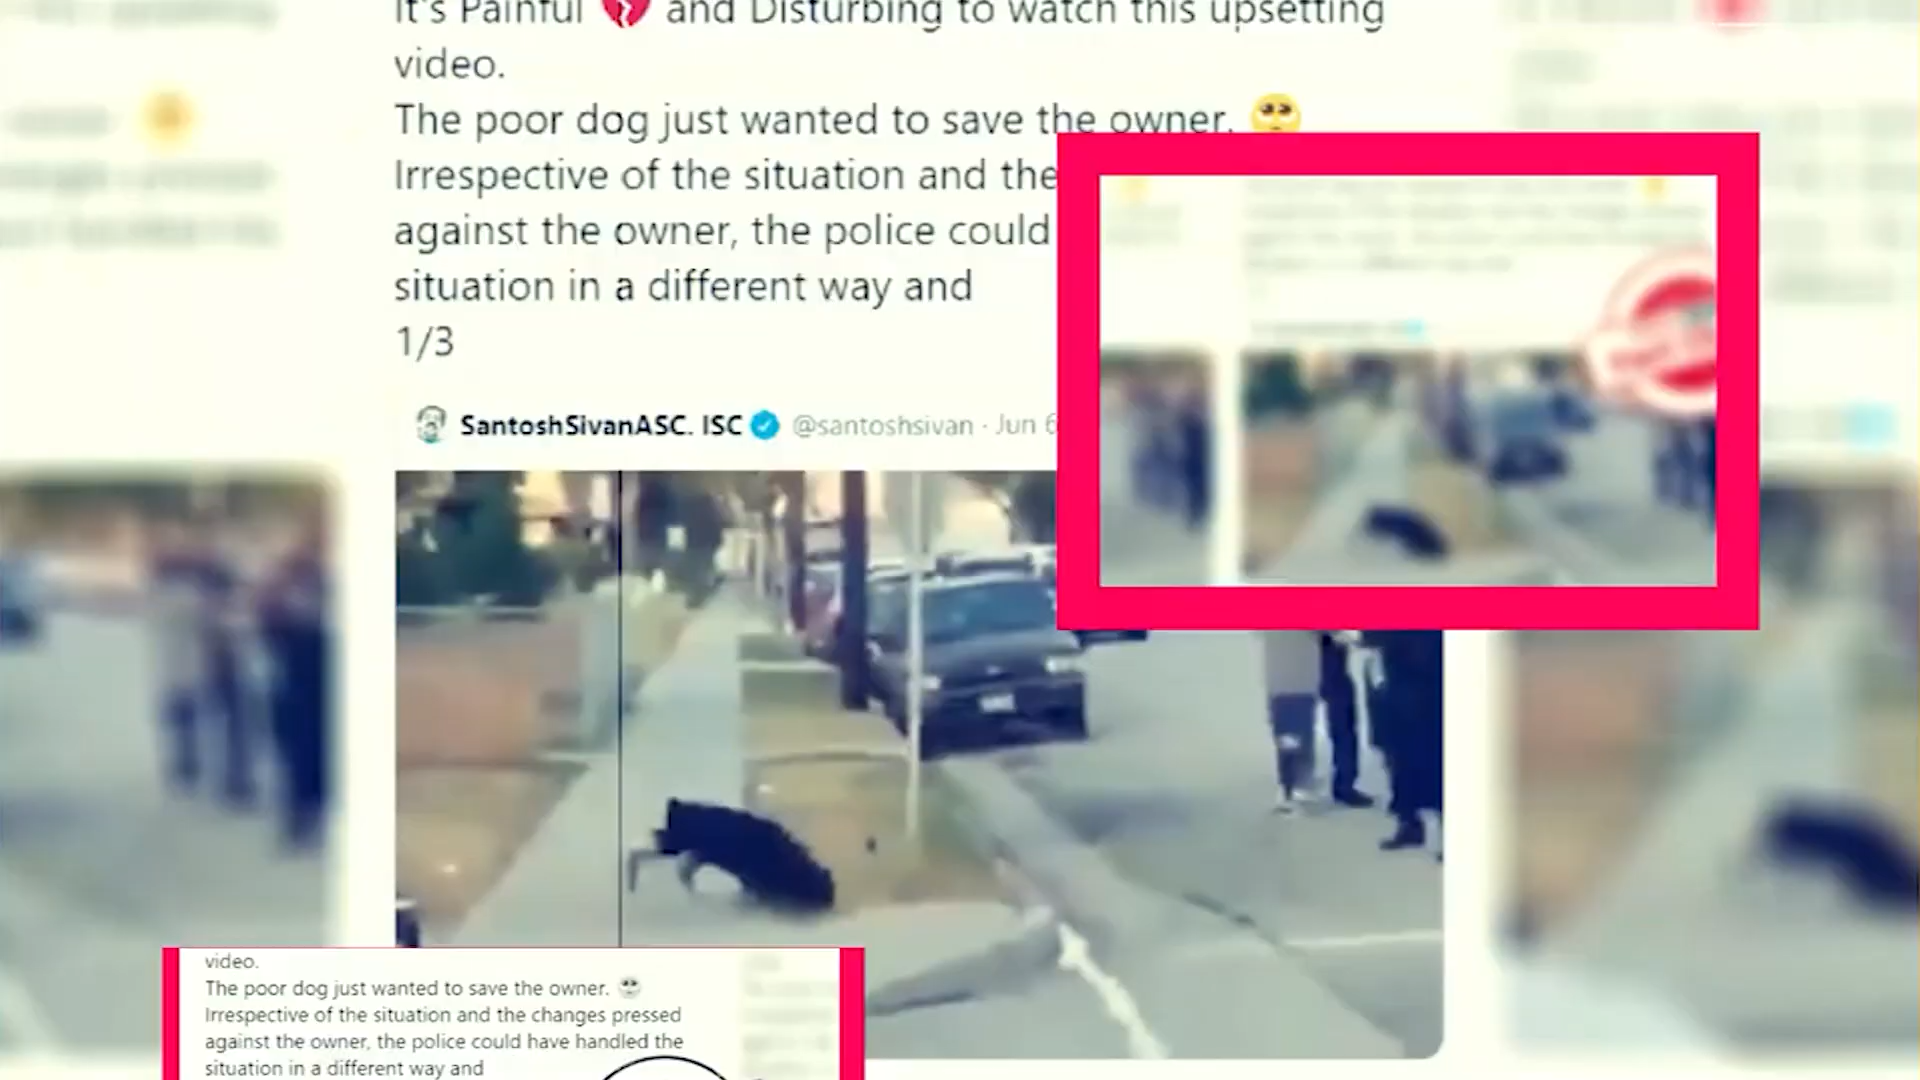 It's Painful 💔 and Disturbing to watch this upsetting
video.
The poor dog just wanted to save the owner. 🥺
Irrespective of the situation and the
against the owner, the police could
situation in a different way and
1/3
SantoshSivanASC. ISC @santoshsivan · Jun 6
video.
The poor dog just wanted to save the owner. 🥺
Irrespective of the situation and the changes pressed
against the owner, the police could have handled the
situation in a different way and